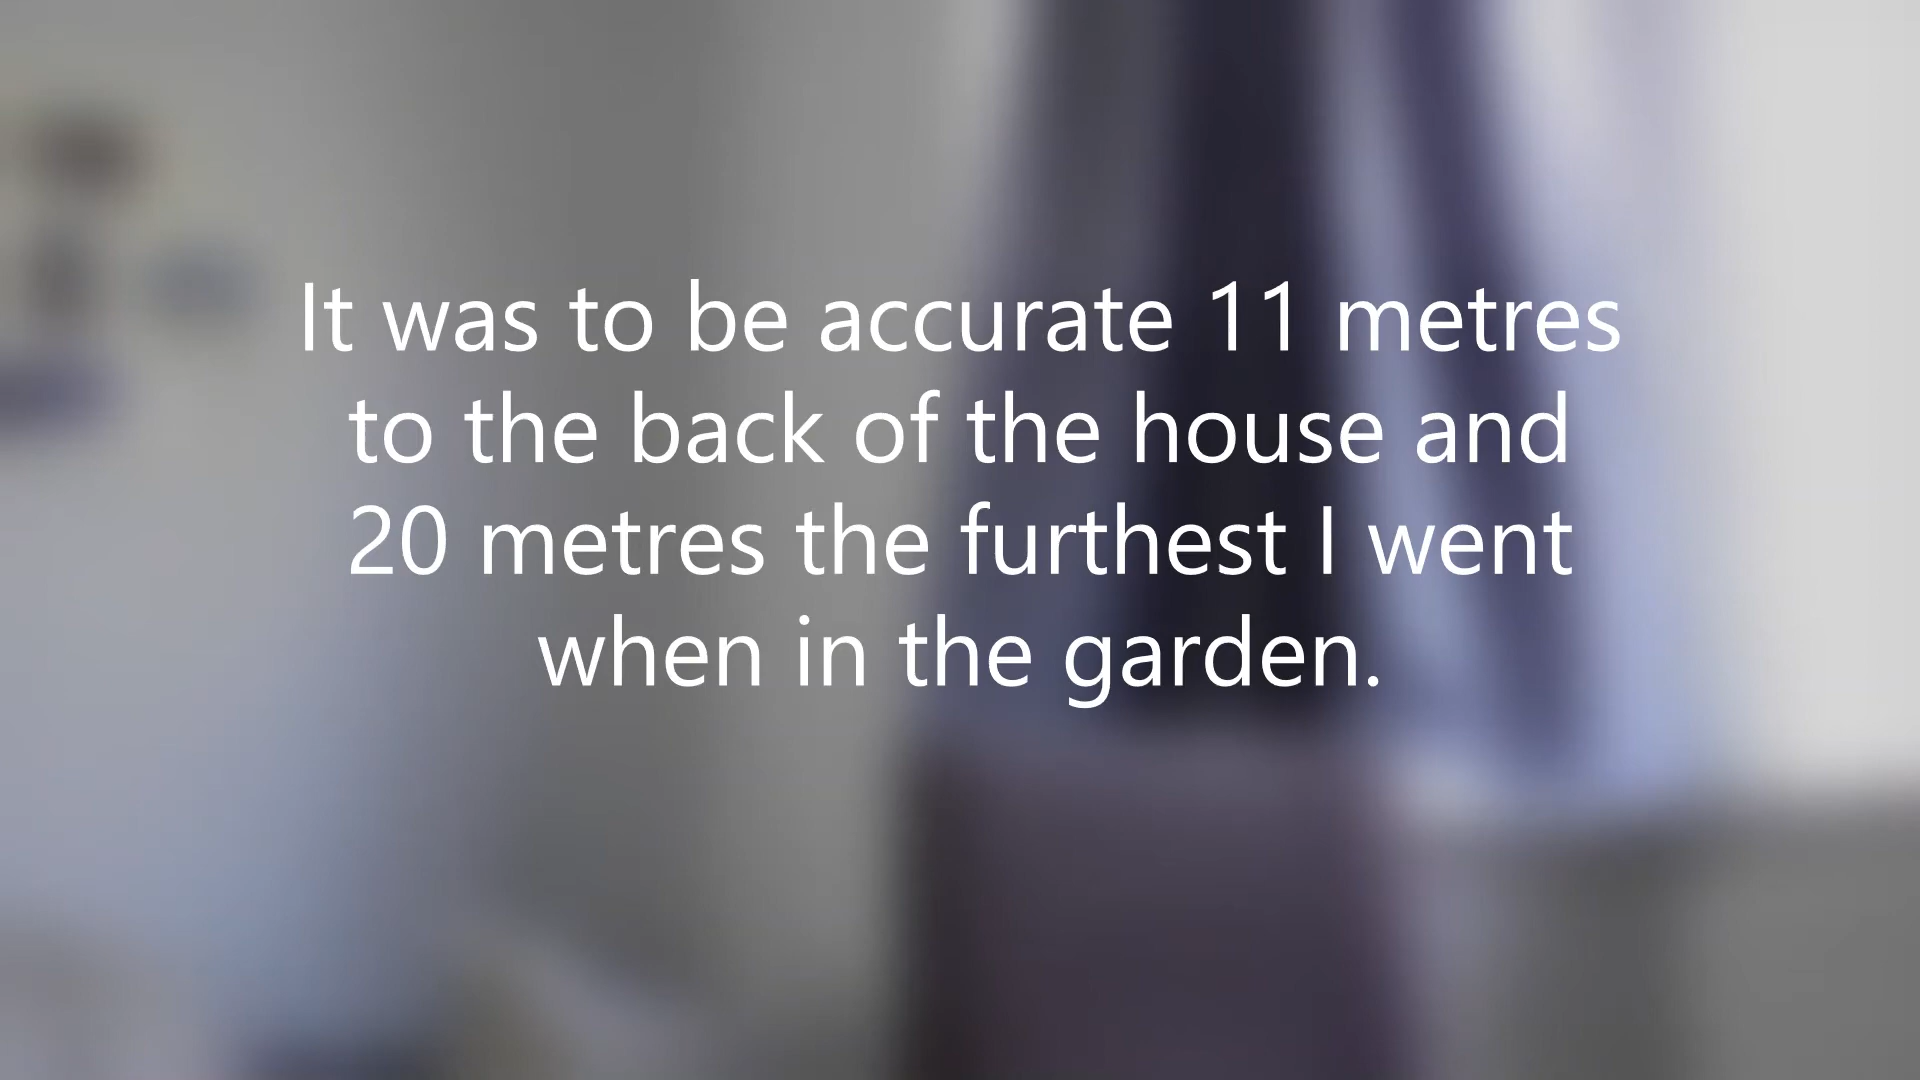 It was to be accurate 11 metres
to the back of the house and
20 metres the furthest I went
when in the garden.